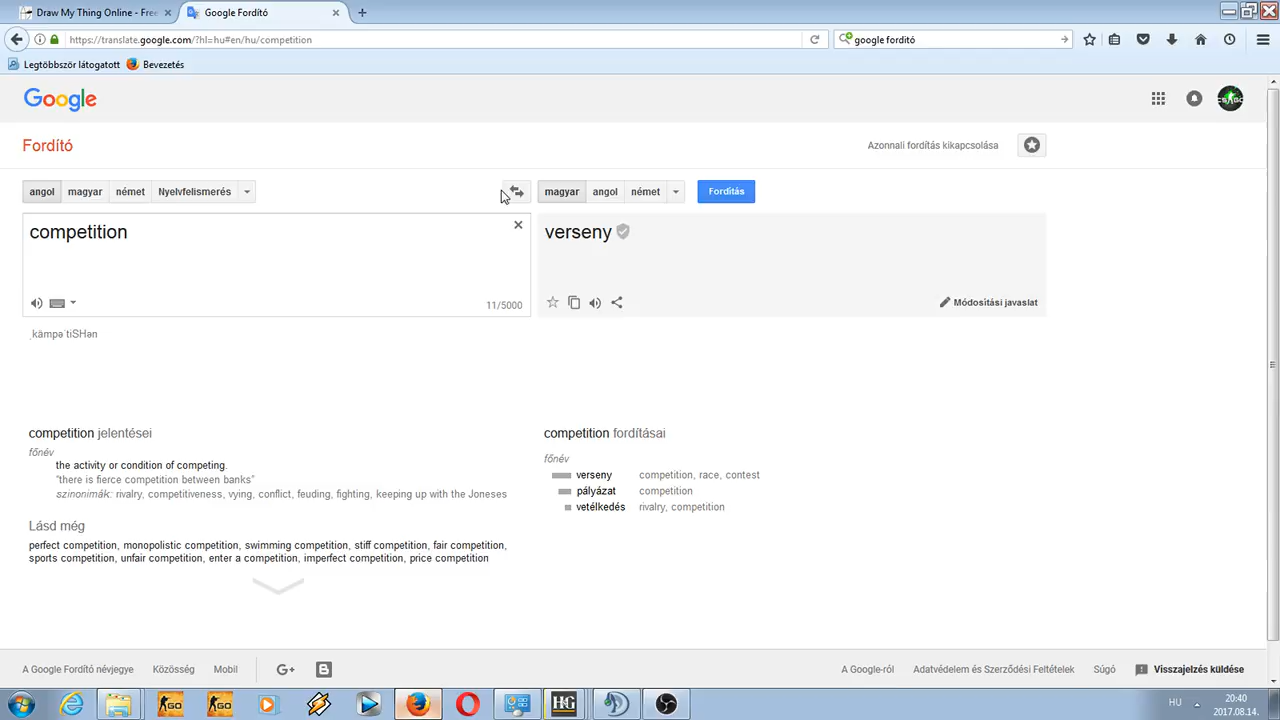 Draw My Thing Online - Free
Google Fordító
https://translate.google.com/?hl=hu#en/hu/competition
google forditó
Legtöbbször látogatott
Bevezetés
Google
Fordító
Azonnali fordítás kikapcsolása
angol magyar német Nyelvfelismerés
magyar angol német Fordítás
competition
verseny
11/5000
Módosítási javaslat
ˌkämpəˈtiSHən
competition jelentései
főnév
the activity or condition of competing.
"there is fierce competition between banks"
szinonimák: rivalry, competitiveness, vying, conflict, feuding, fighting, keeping up with the Joneses
Lásd még
perfect competition, monopolistic competition, swimming competition, stiff competition, fair competition,
sports competition, unfair competition, enter a competition, imperfect competition, price competition
competition fordításai
főnév
verseny competition, race, contest
pályázat competition
vetélkedés rivalry, competition
A Google Fordító névjegye Közösség Mobil G+ B
A Google-ról Adatvédelem és Szerződési Feltételek Súgó Visszajelzés küldése
GO
GO
HG
HU
20:40
2017.08.14.